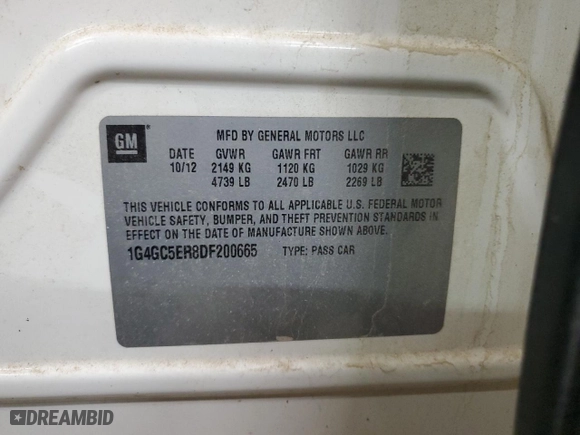 GM
MFD BY GENERAL MOTORS LLC
DATE GVWR GAWR FRT GAWR RR
10/12 2149 KG 1120 KG 1029 KG
4739 LB 2470 LB 2269 LB
THIS VEHICLE CONFORMS TO ALL APPLICABLE U.S. FEDERAL MOTOR
VEHICLE SAFETY, BUMPER, AND THEFT PREVENTION STANDARDS IN
EFFECT ON THE DATE OF MANUFACTURE SHOWN ABOVE.
1G4GC5ER8DF200665 TYPE: PASS CAR
DREAMBID